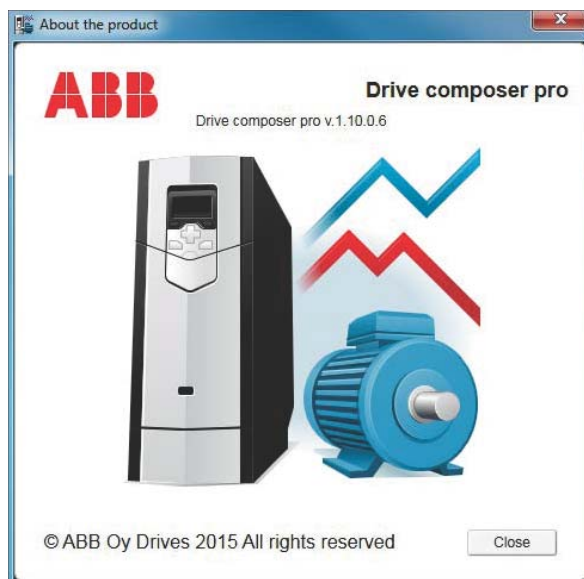 About the product
ABB
Drive composer pro
Drive composer pro v.1.10.0.6
© ABB Oy Drives 2015 All rights reserved
Close